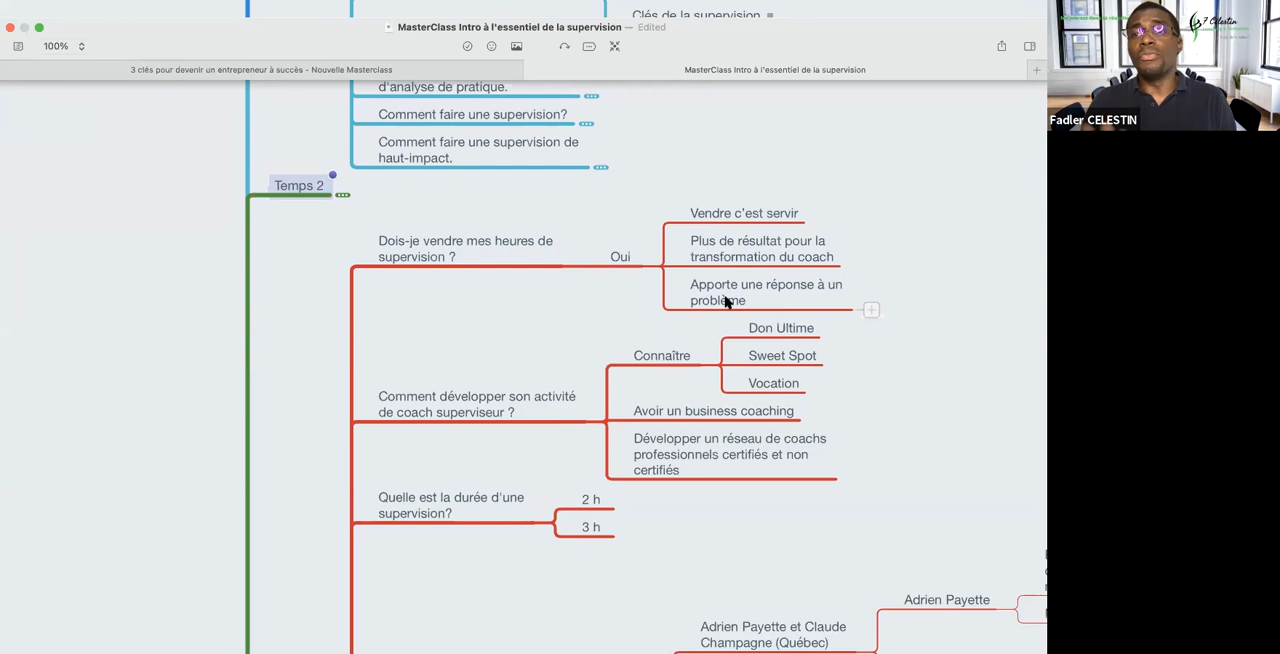 Clés de la supervision
MasterClass Intro à l'essentiel de la supervision — Edited
100%
3 clés pour devenir un entrepreneur à succès - Nouvelle Masterclass
MasterClass Intro à l'essentiel de la supervision
7 Célestin
Fadler CELESTIN
d'analyse de pratique.
Comment faire une supervision?
Comment faire une supervision de
haut-impact.
Temps 2
Dois-je vendre mes heures de
supervision ?
Oui
Vendre c'est servir
Plus de résultat pour la
transformation du coach
Apporte une réponse à un
problème
Comment développer son activité
de coach superviseur ?
Connaître
Don Ultime
Sweet Spot
Vocation
Avoir un business coaching
Développer un réseau de coachs
professionnels certifiés et non
certifiés
Quelle est la durée d'une
supervision?
2 h
3 h
Adrien Payette et Claude
Champagne (Québec)
Adrien Payette